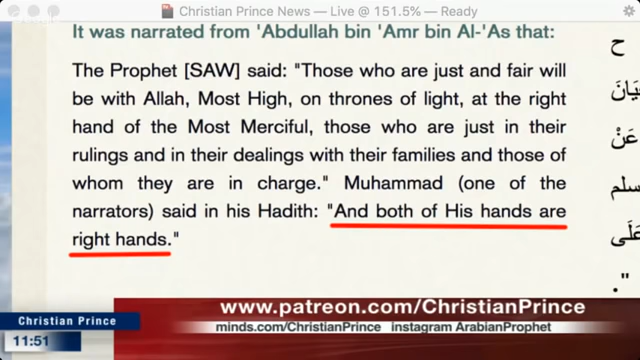 Christian Prince News — Live @ 151.5% — Ready
It was narrated from 'Abdullah bin 'Amr bin Al-'As that:
The Prophet [SAW] said: "Those who are just and fair will
be with Allah, Most High, on thrones of light, at the right
hand of the Most Merciful, those who are just in their
rulings and in their dealings with their families and those of
whom they are in charge." Muhammad (one of the
narrators) said in his Hadith: "And both of His hands are
right hands."
ح
عَنْ
سلم
عَلَى
."
www.patreon.com/ChristianPrince
minds.com/ChristianPrince instagram ArabianProphet
Christian Prince
11:51